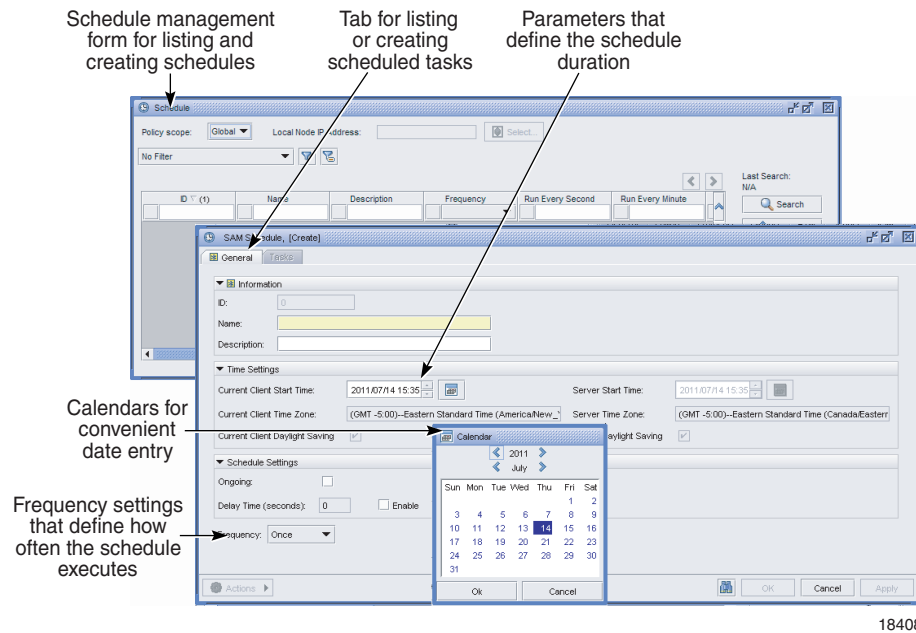 Schedule management
form for listing and
creating schedules
Tab for listing
or creating
scheduled tasks
Parameters that
define the schedule
duration
Schedule
Policy scope: Global Local Node IP Address: Select...
No Filter
Last Search:
N/A
ID (1) Name Description Frequency Run Every Second Run Every Minute
Search
SAM Schedule, [Create]
General Tasks
Information
ID: 0
Name:
Description:
Time Settings
Current Client Start Time: 2011/07/14 15:35 Server Start Time: 2011/07/14 15:35
Current Client Time Zone: (GMT -5:00)--Eastern Standard Time (America/New_Y Server Time Zone: (GMT -5:00)--Eastern Standard Time (Canada/Eastern
Current Client Daylight Saving aylight Saving
Calendars for
convenient
date entry
Calendar
2011
July
Sun Mon Tue Wed Thu Fri Sat
1 2
3 4 5 6 7 8 9
10 11 12 13 14 15 16
17 18 19 20 21 22 23
24 25 26 27 28 29 30
31
Ok Cancel
Schedule Settings
Ongoing:
Delay Time (seconds): 0 Enable
Frequency: Once
Frequency settings
that define how
often the schedule
executes
Actions OK Cancel Apply
18408